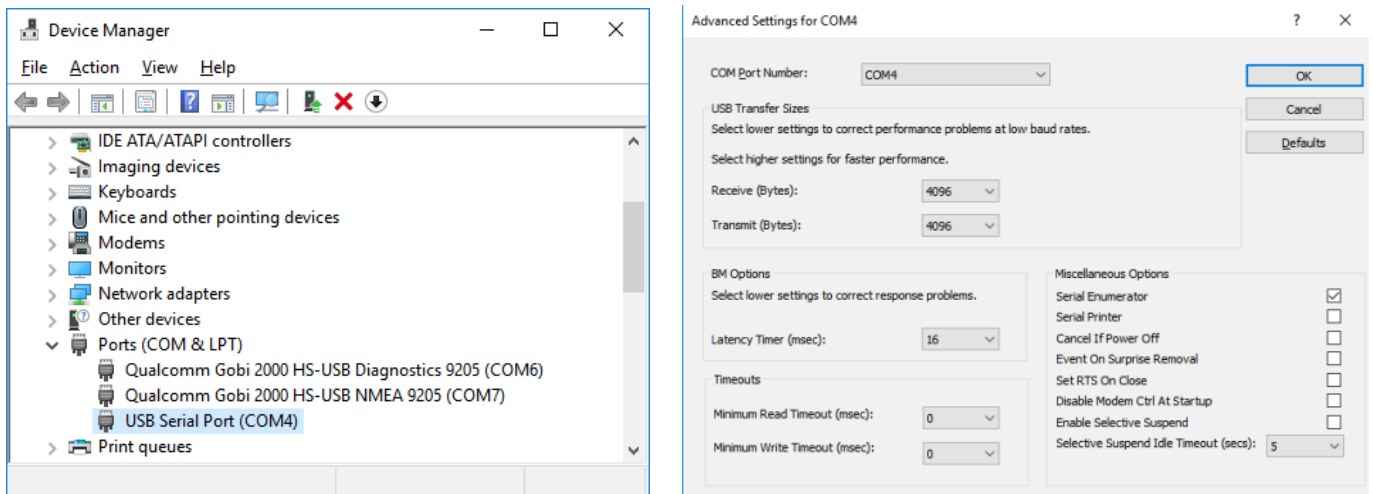 Device Manager
File Action View Help
IDE ATA/ATAPI controllers
Imaging devices
Keyboards
Mice and other pointing devices
Modems
Monitors
Network adapters
Other devices
Ports (COM & LPT)
Qualcomm Gobi 2000 HS-USB Diagnostics 9205 (COM6)
Qualcomm Gobi 2000 HS-USB NMEA 9205 (COM7)
USB Serial Port (COM4)
Print queues
Advanced Settings for COM4
COM Port Number: COM4
OK
Cancel
Defaults
USB Transfer Sizes
Select lower settings to correct performance problems at low baud rates.
Select higher settings for faster performance.
Receive (Bytes): 4096
Transmit (Bytes): 4096
BM Options
Select lower settings to correct response problems.
Latency Timer (msec): 16
Timeouts
Minimum Read Timeout (msec): 0
Minimum Write Timeout (msec): 0
Miscellaneous Options
Serial Enumerator
Serial Printer
Cancel If Power Off
Event On Surprise Removal
Set RTS On Close
Disable Modem Ctrl At Startup
Enable Selective Suspend
Selective Suspend Idle Timeout (secs): 5